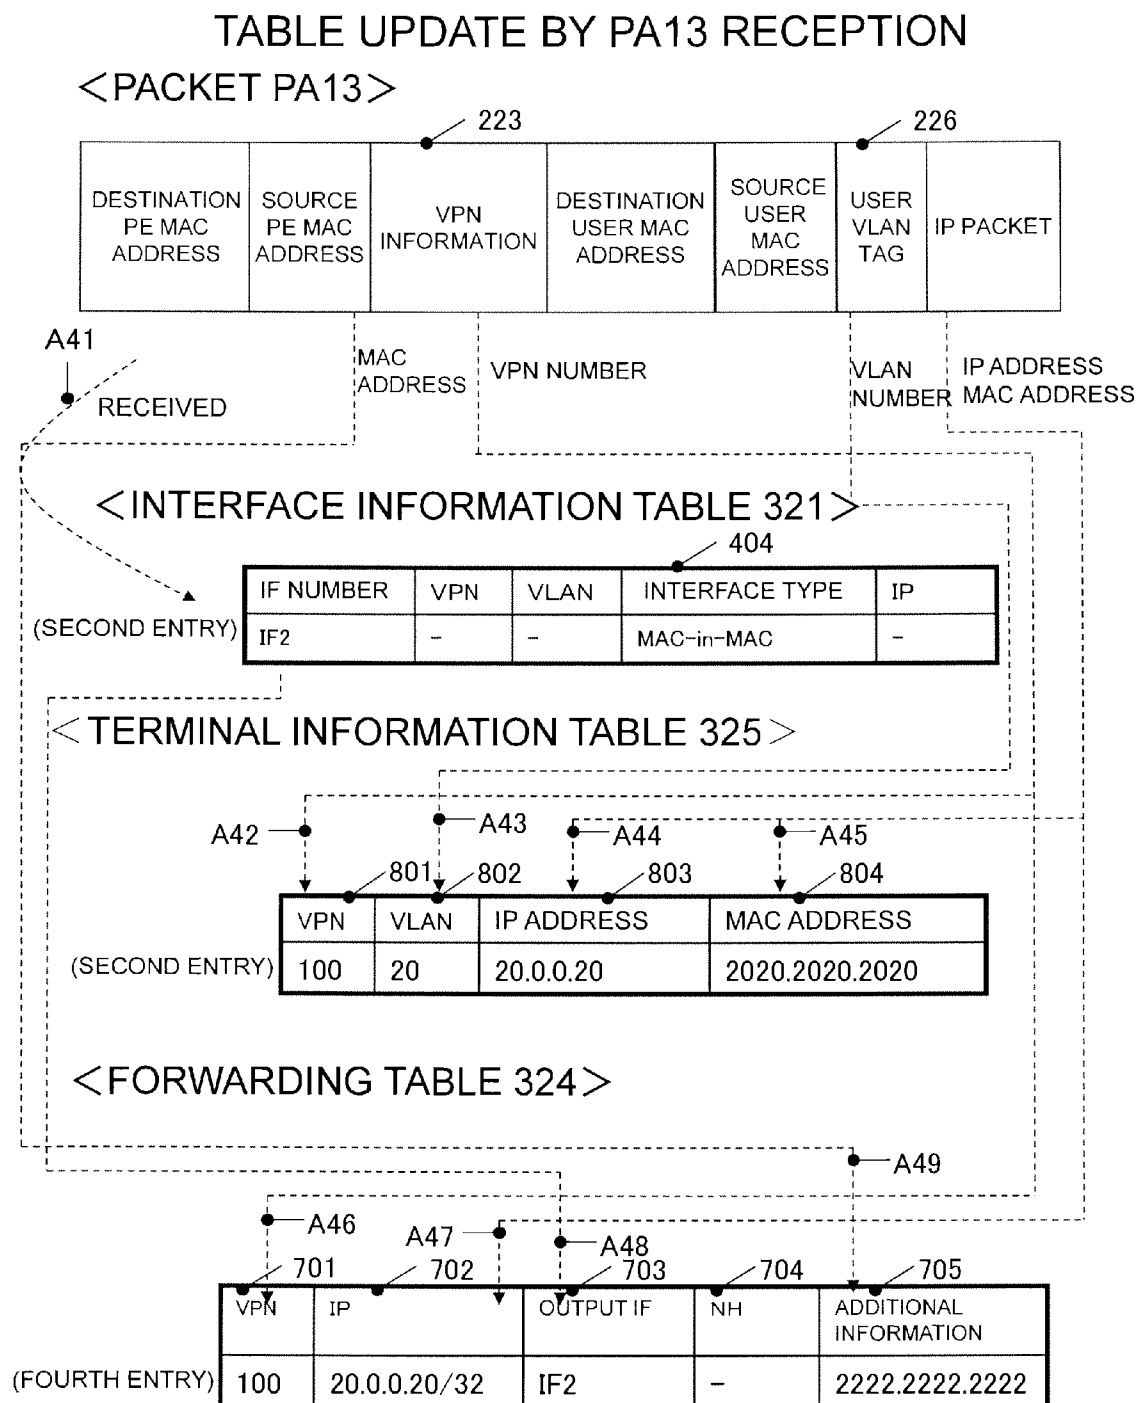 TABLE UPDATE BY PA13 RECEPTION
<PACKET PA13>
223
226
DESTINATION
PE MAC
ADDRESS
SOURCE
PE MAC
ADDRESS
VPN
INFORMATION
DESTINATION
USER MAC
ADDRESS
SOURCE
USER
MAC
ADDRESS
USER
VLAN
TAG
IP PACKET
A41
RECEIVED
MAC
ADDRESS
VPN NUMBER
VLAN
NUMBER
IP ADDRESS
MAC ADDRESS
<INTERFACE INFORMATION TABLE 321>
404
IF NUMBER VPN VLAN INTERFACE TYPE IP
(SECOND ENTRY) IF2 - - MAC-in-MAC -
<TERMINAL INFORMATION TABLE 325>
A42 A43 A44 A45
801 802 803 804
VPN VLAN IP ADDRESS MAC ADDRESS
(SECOND ENTRY) 100 20 20.0.0.20 2020.2020.2020
<FORWARDING TABLE 324>
A49
A46 A47 A48
701 702 703 704 705
VPN IP OUTPUT IF NH ADDITIONAL
INFORMATION
(FOURTH ENTRY) 100 20.0.0.20/32 IF2 - 2222.2222.2222